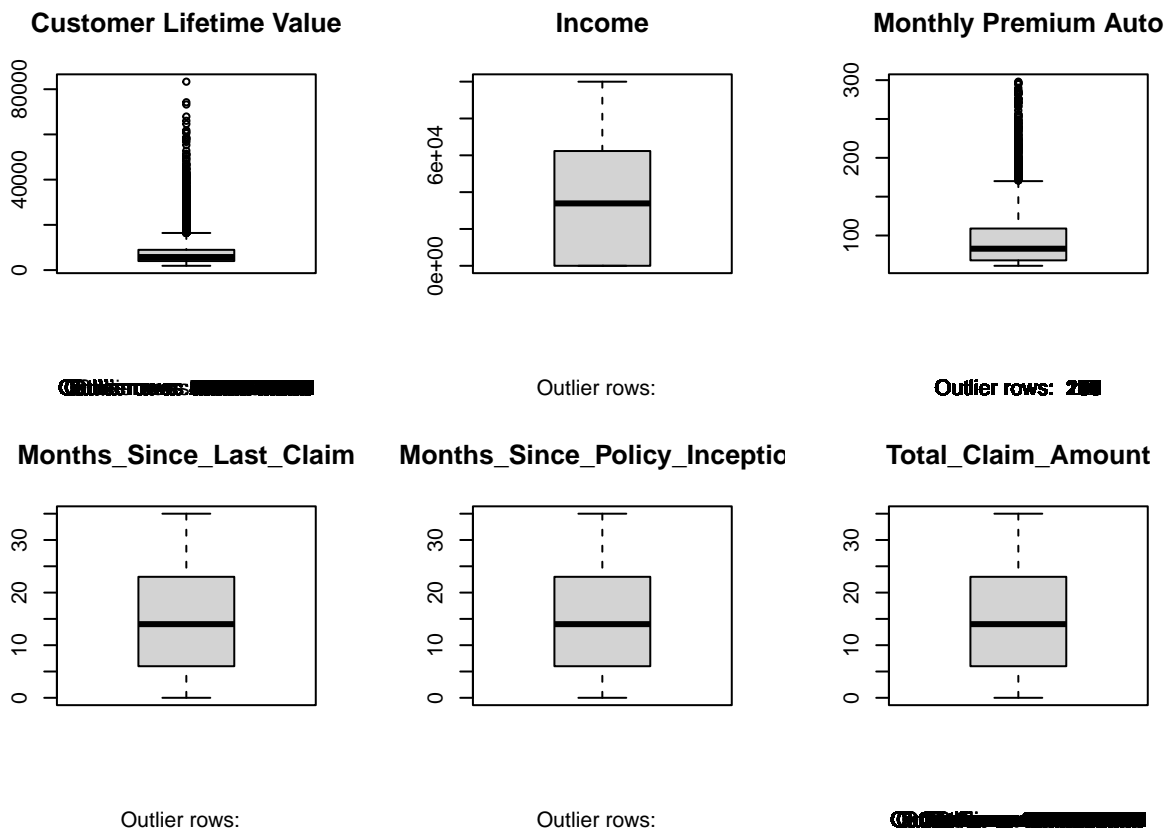 Customer Lifetime Value
Income
Monthly Premium Auto
80000
40000
0
6e+04
0e+00
300
200
100
Outlier rows:
Outlier rows:
Months_Since_Last_Claim
Months_Since_Policy_Inceptio
Total_Claim_Amount
30
20
10
0
30
20
10
0
30
20
10
0
Outlier rows:
Outlier rows: